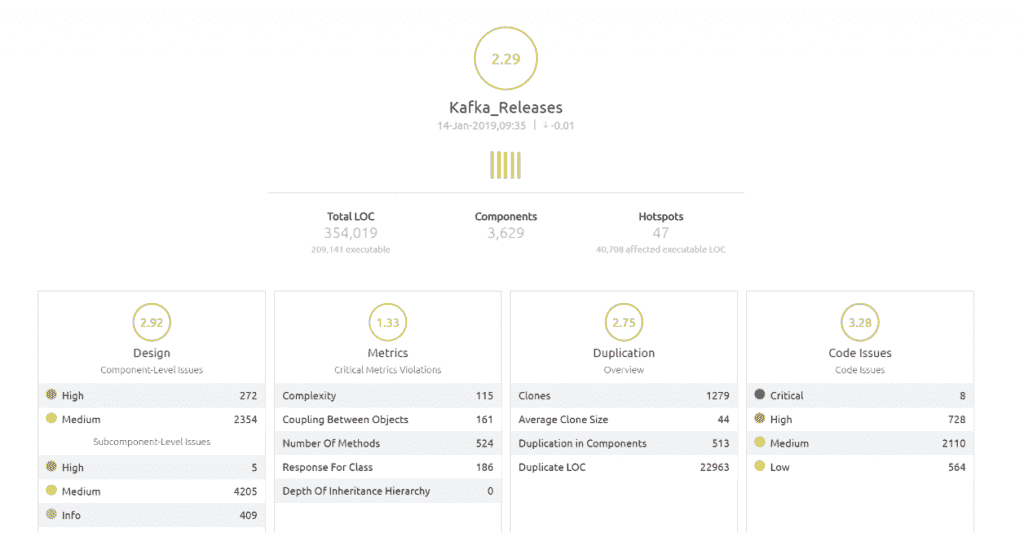 2.29
Kafka_Releases
14-Jan-2019,09:35 | ↓ -0.01
Total LOC Components Hotspots
354,019 3,629 47
209,141 executable 40,708 affected executable LOC
2.92
Design
Component-Level Issues
High 272
Medium 2354
Subcomponent-Level Issues
High 5
Medium 4205
Info 409
1.33
Metrics
Critical Metrics Violations
Complexity 115
Coupling Between Objects 161
Number Of Methods 524
Response For Class 186
Depth Of Inheritance Hierarchy 0
2.75
Duplication
Overview
Clones 1279
Average Clone Size 44
Duplication in Components 513
Duplicate LOC 22963
3.28
Code Issues
Code Issues
Critical 8
High 728
Medium 2110
Low 564